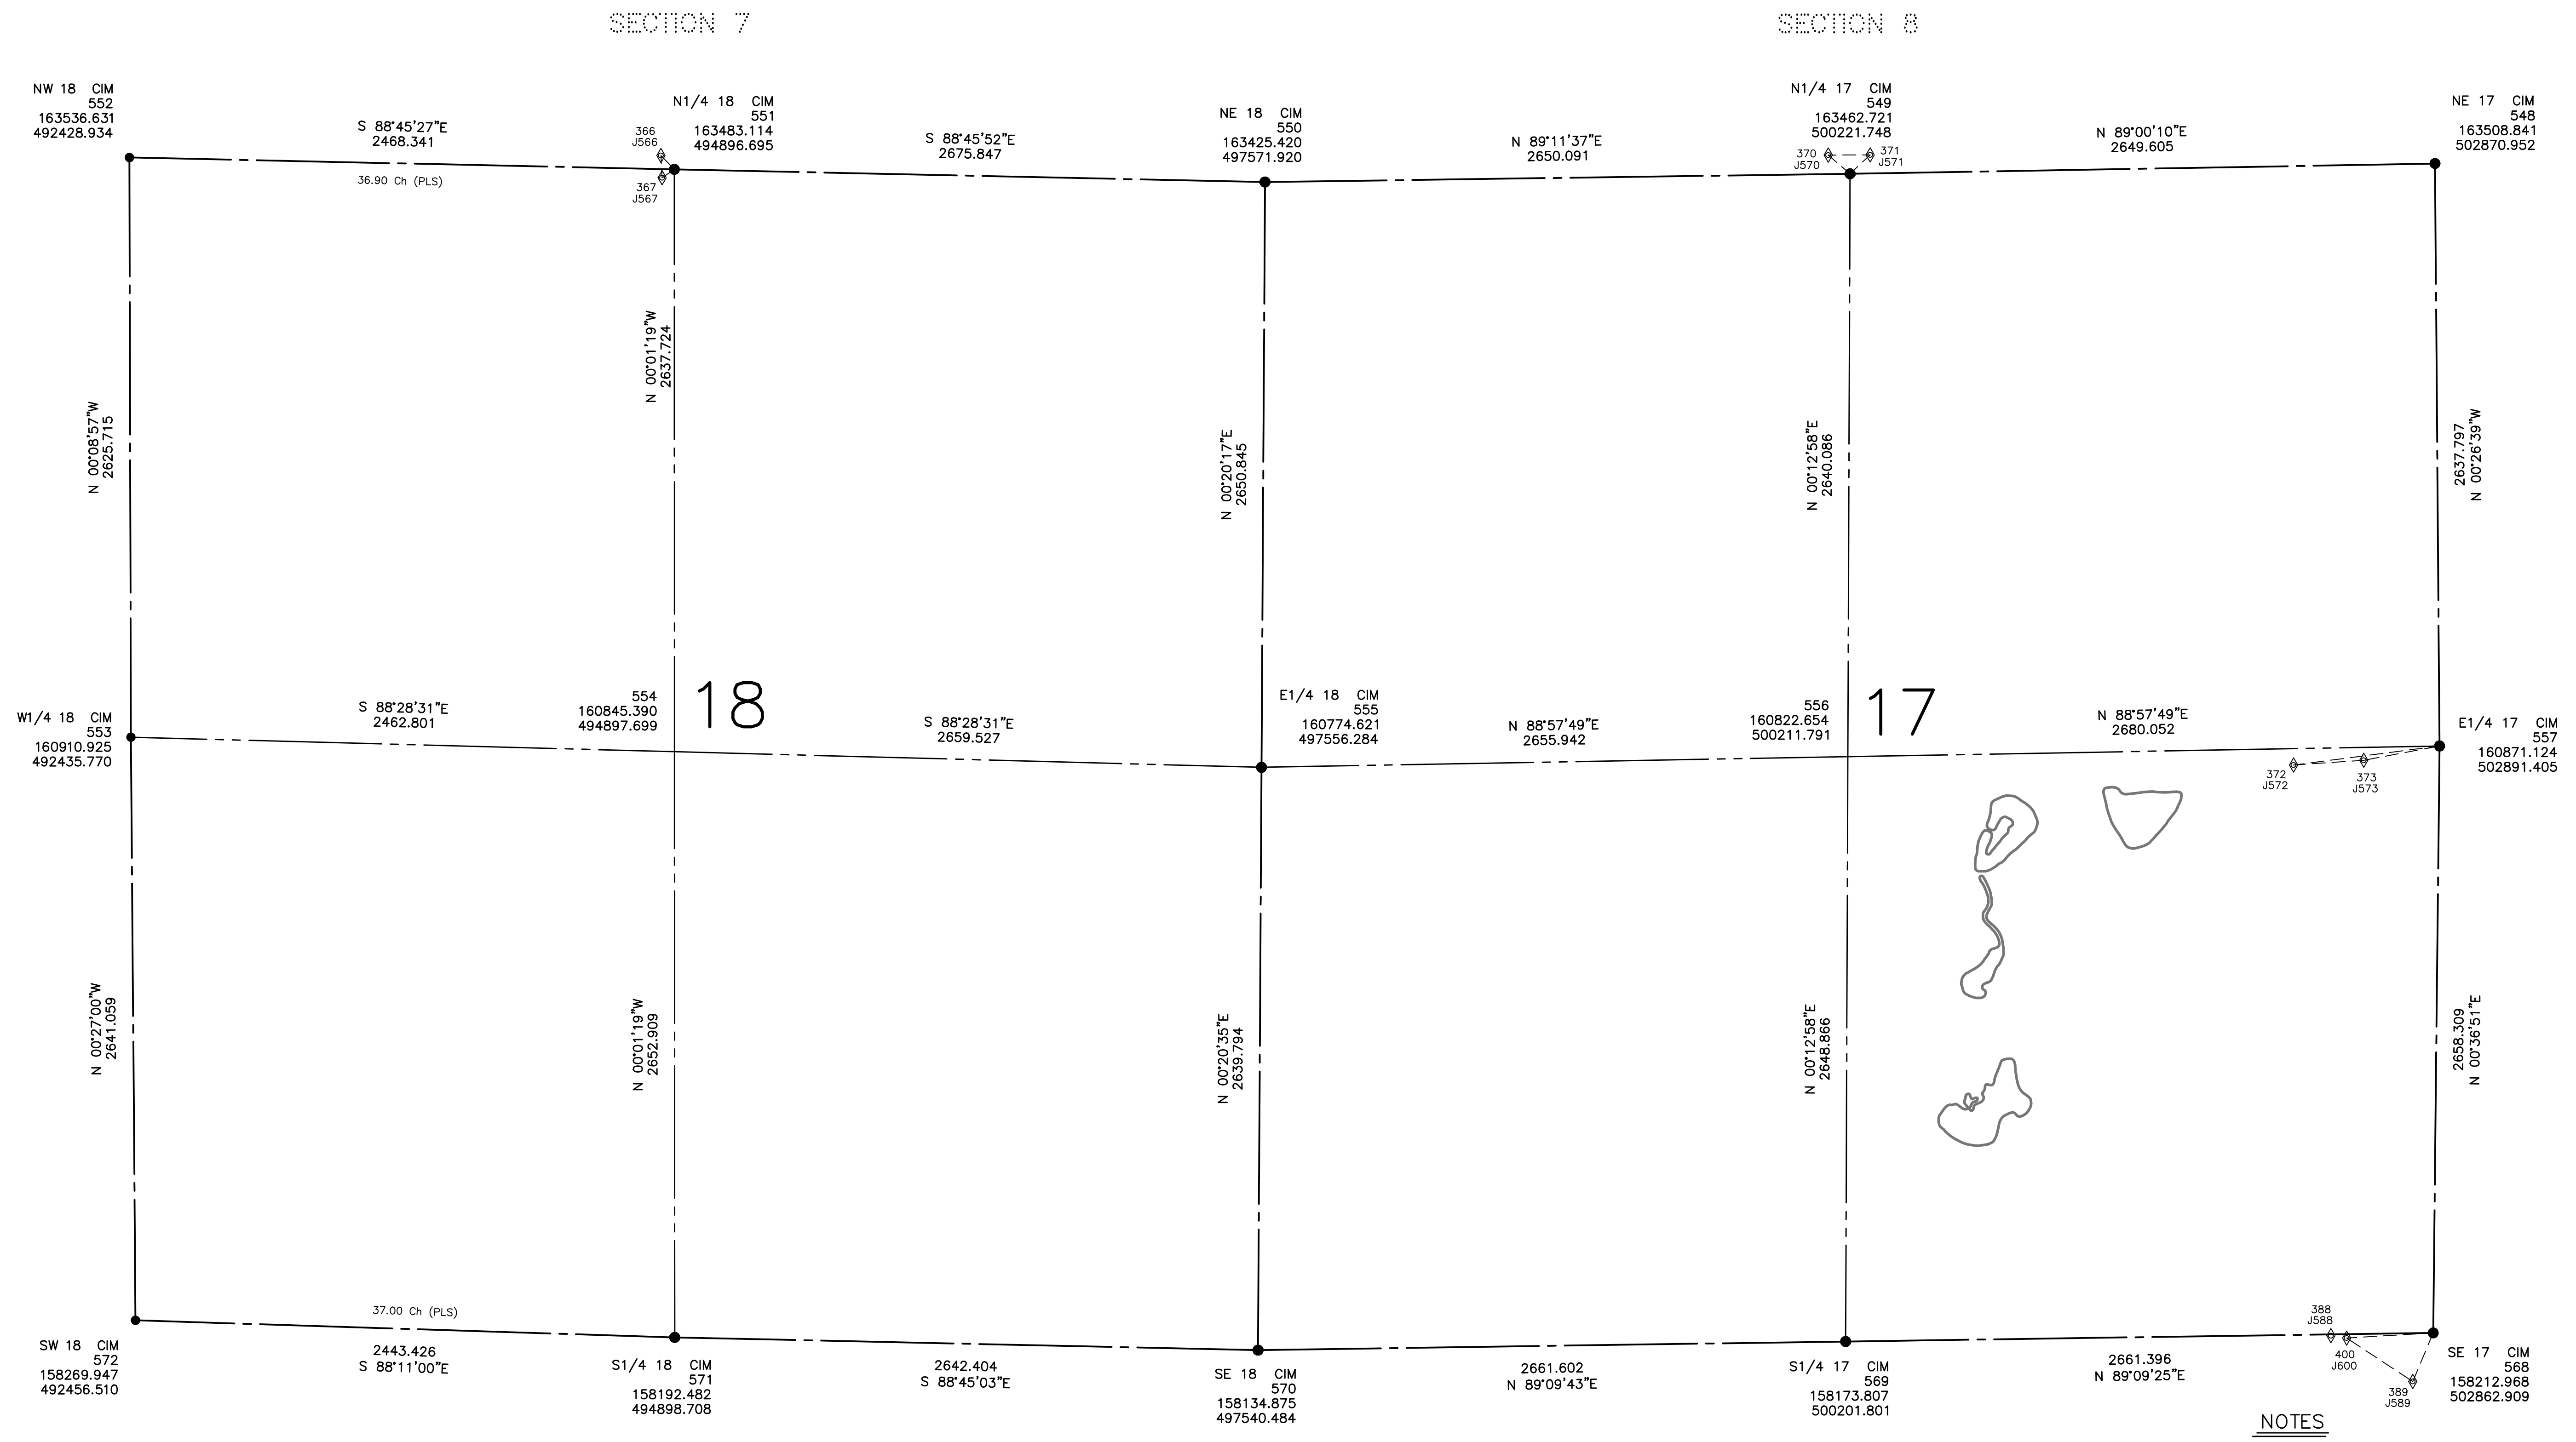 SECTION 7
SECTION 8
NW 18 CIM
552
163536.631
492428.934
S 88°45'27"E
2468.341
36.90 Ch (PLS)
366
J566
367
J567
N1/4 18 CIM
551
163483.114
494896.695
S 88°45'52"E
2675.847
NE 18 CIM
550
163425.420
497571.920
N 89°11'37"E
2650.091
N1/4 17 CIM
549
163462.721
500221.748
370
J570
371
J571
N 89°00'10"E
2649.605
NE 17 CIM
548
163508.841
502870.952
N 00°08'57"W
2625.715
N 00°01'19"W
2637.724
N 00°20'17"E
2650.845
N 00°12'58"E
2640.086
2637.797
N 00°26'39"W
W1/4 18 CIM
553
160910.925
492435.770
S 88°28'31"E
2462.801
554
160845.390
494897.699
18
S 88°28'31"E
2659.527
E1/4 18 CIM
555
160774.621
497556.284
N 88°57'49"E
2655.942
556
160822.654
500211.791
17
N 88°57'49"E
2680.052
E1/4 17 CIM
557
160871.124
502891.405
372
J572
373
J573
N 00°27'00"W
2641.059
N 00°01'19"W
2652.909
N 00°20'35"E
2639.794
N 00°12'58"E
2648.866
2658.309
N 00°36'51"E
SW 18 CIM
572
158269.947
492456.510
37.00 Ch (PLS)
2443.426
S 88°11'00"E
S1/4 18 CIM
571
158192.482
494898.708
2642.404
S 88°45'03"E
SE 18 CIM
570
158134.875
497540.484
2661.602
N 89°09'43"E
S1/4 17 CIM
569
158173.807
500201.801
2661.396
N 89°09'25"E
388
J588
400
J600
389
J589
SE 17 CIM
568
158212.968
502862.909
NOTES